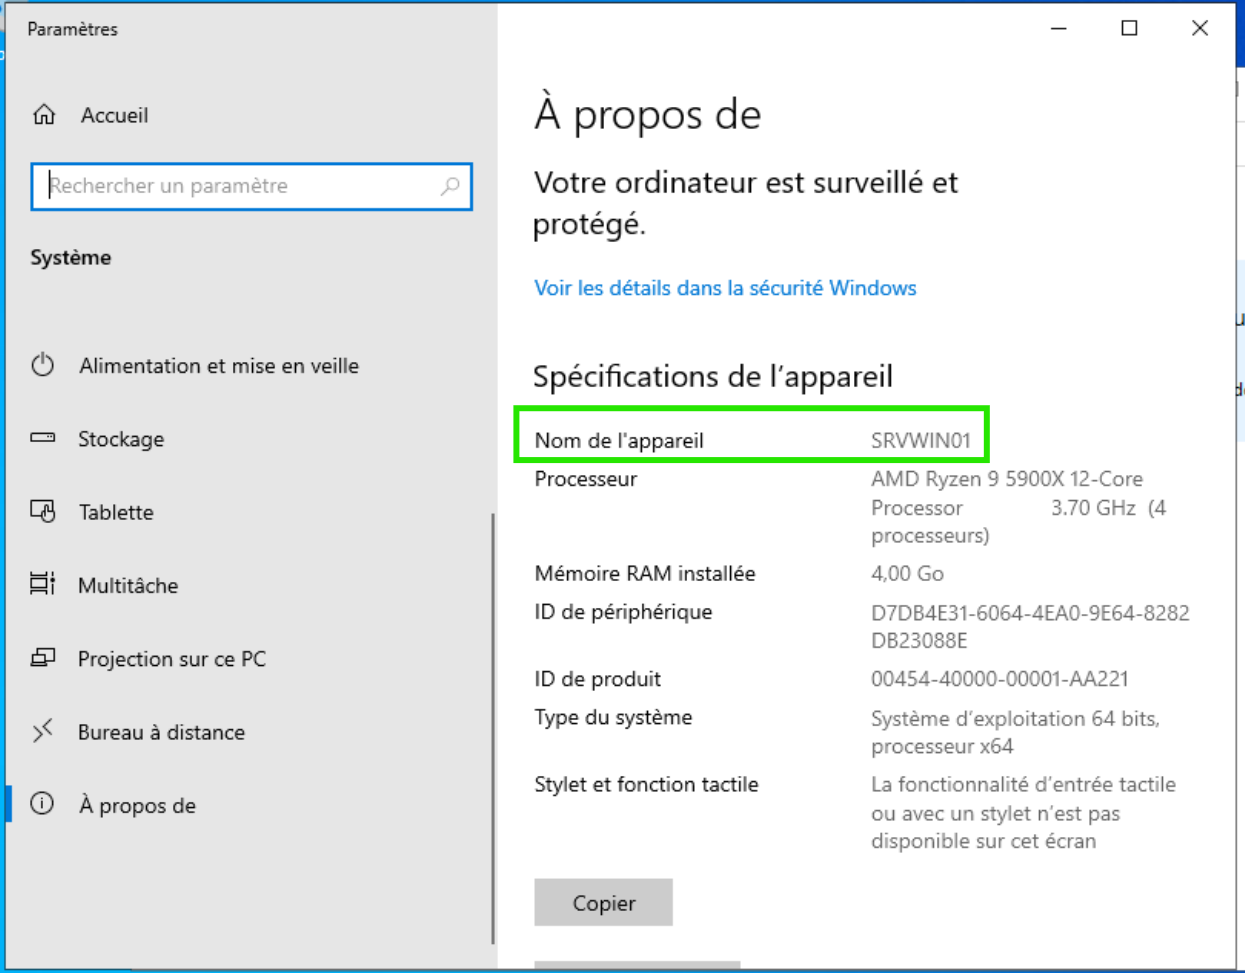 Paramètres
Accueil
Rechercher un paramètre
Système
Alimentation et mise en veille
Stockage
Tablette
Multitâche
Projection sur ce PC
Bureau à distance
À propos de
À propos de
Votre ordinateur est surveillé et
protégé.
Voir les détails dans la sécurité Windows
Spécifications de l'appareil
Nom de l'appareil SRVWIN01
Processeur AMD Ryzen 9 5900X 12-Core
Processor 3.70 GHz (4
processeurs)
Mémoire RAM installée 4,00 Go
ID de périphérique D7DB4E31-6064-4EA0-9E64-8282
DB23088E
ID de produit 00454-40000-00001-AA221
Type du système Système d'exploitation 64 bits,
processeur x64
Stylet et fonction tactile La fonctionnalité d'entrée tactile
ou avec un stylet n'est pas
disponible sur cet écran
Copier